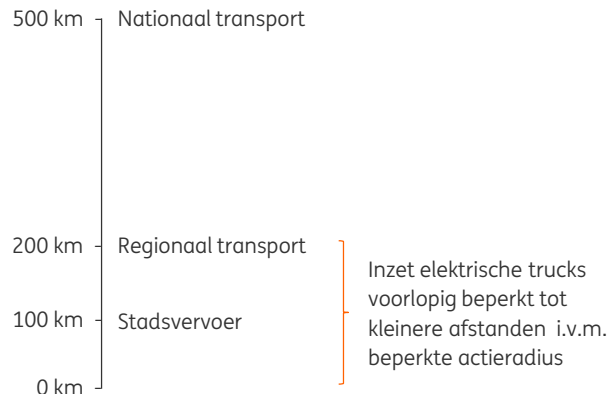 500 km Nationaal transport
200 km Regionaal transport
Inzet elektrische trucks
voorlopig beperkt tot
100 km Stadsvervoer
kleinere afstanden i.v.m.
beperkte actieradius
0 km